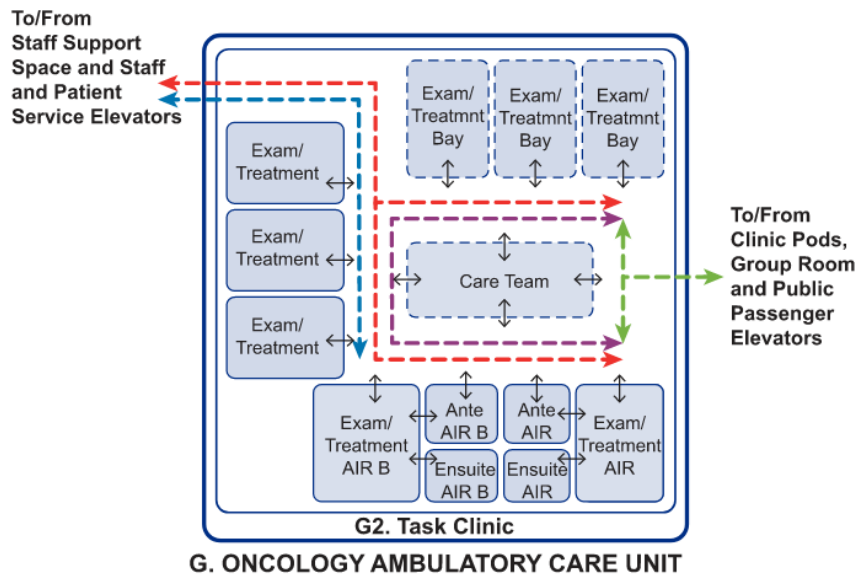 To/From
Staff Support
Space and Staff
and Patient
Service Elevators
Exam/
Treatmnt
Bay
Exam/
Treatmnt
Bay
Exam/
Treatmnt
Bay
Exam/
Treatment
Exam/
Treatment
Exam/
Treatment
Care Team
To/From
Clinic Pods,
Group Room
and Public
Passenger
Elevators
Exam/
Treatment
AIR B
Ante
AIR B
Ensuite
AIR B
Ante
AIR
Ensuite
AIR
Exam/
Treatment
AIR
G2. Task Clinic
G. ONCOLOGY AMBULATORY CARE UNIT